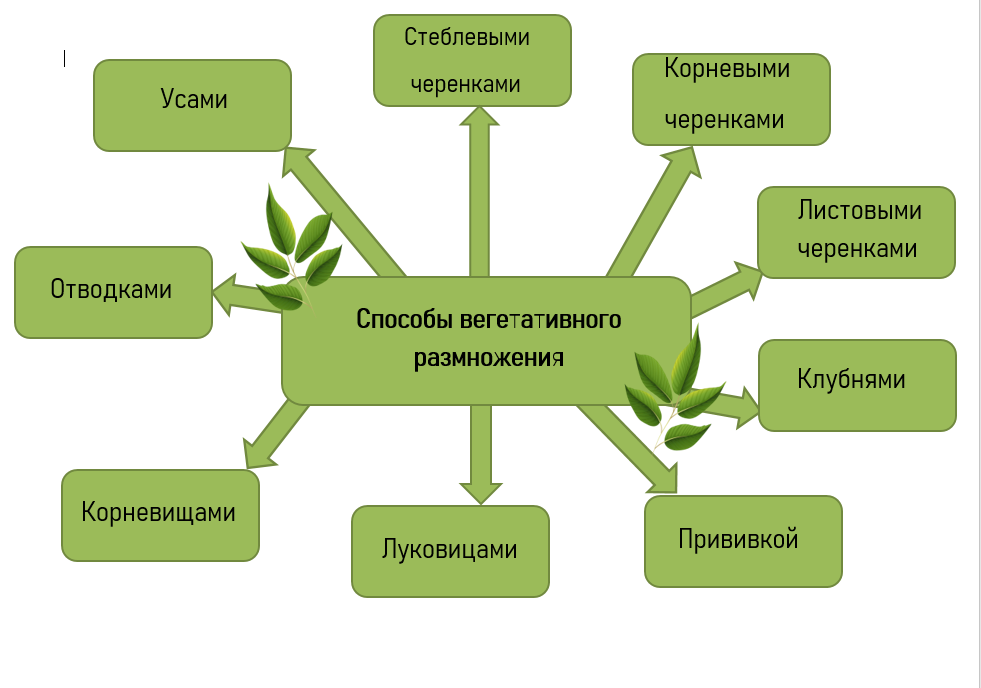 Стеблевыми
черенками
Корневыми
черенками
Усами
Листовыми
черенками
Отводками
Способы вегетативного
размножения
Клубнями
Корневищами
Луковицами
Прививкой